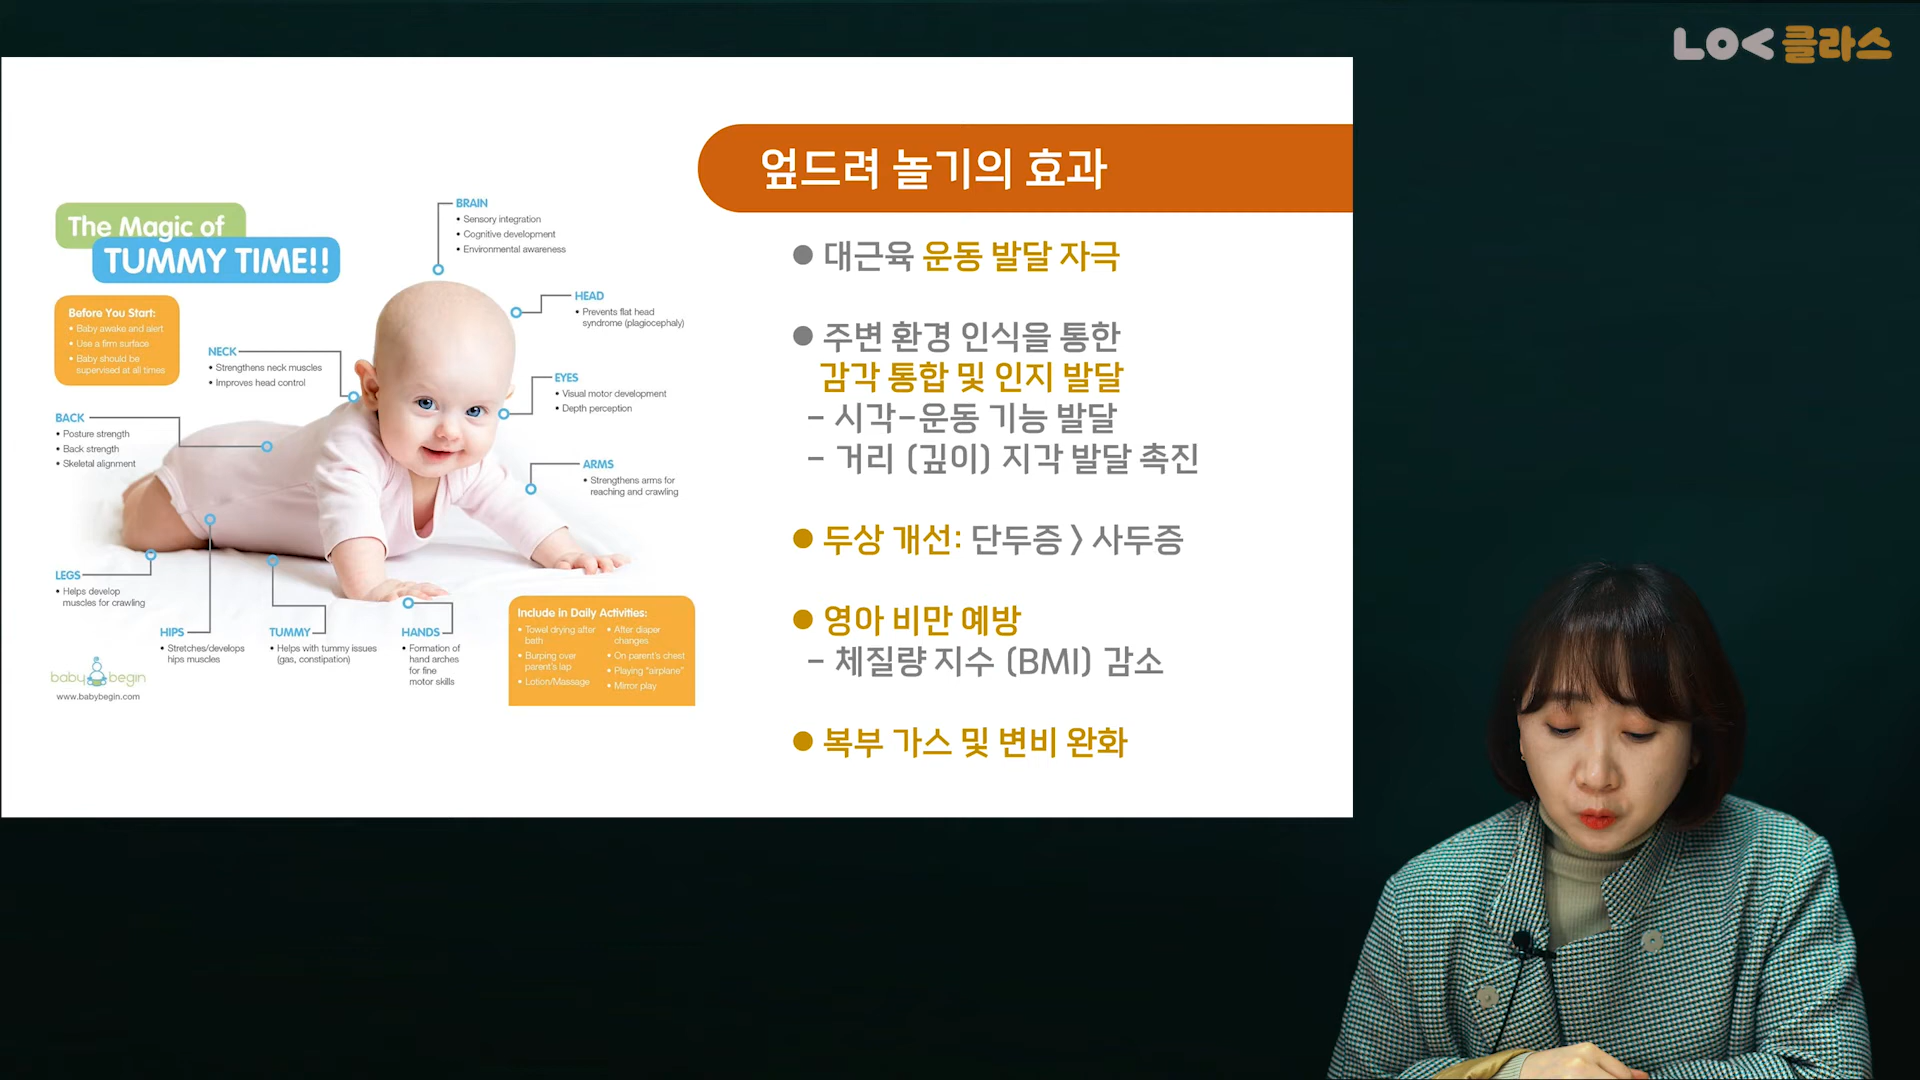 LOC 클라스
엎드려 놀기의 효과
The Magic of
TUMMY TIME!!
Before You Start:
• Baby awake and alert
• Use a firm surface
• Baby should be
supervised at all times
BRAIN
• Sensory integration
• Cognitive development
• Environmental awareness
HEAD
• Prevents flat head
syndrome (plagiocephaly)
NECK
• Strengthens neck muscles
• Improves head control
EYES
• Visual motor development
• Depth perception
BACK
• Posture strength
• Back strength
• Skeletal alignment
ARMS
• Strengthens arms for
reaching and crawling
LEGS
• Helps develop
muscles for crawling
HIPS
• Stretches/develops
hips muscles
TUMMY
• Helps with tummy issues
(gas, constipation)
HANDS
• Formation of
hand arches
for fine
motor skills
Include in Daily Activities:
• Towel drying after
bath
• Burping over
parent's lap
• Lotion/Massage
• After diaper
changes
• On parent's chest
• Playing "airplane"
• Mirror play
baby begin
www.babybegin.com
● 대근육 운동 발달 자극
● 주변 환경 인식을 통한
감각 통합 및 인지 발달
- 시각-운동 기능 발달
- 거리 (깊이) 지각 발달 촉진
● 두상 개선: 단두증 > 사두증
● 영아 비만 예방
- 체질량 지수 (BMI) 감소
● 복부 가스 및 변비 완화